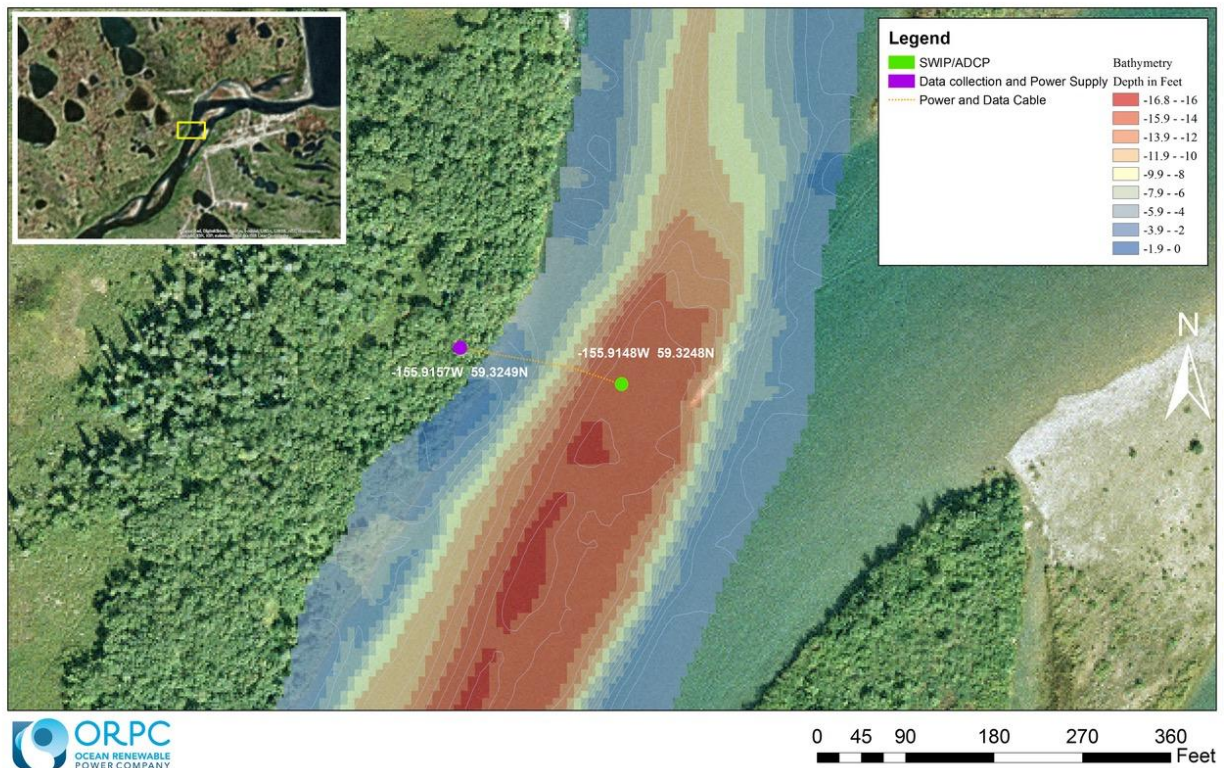 Legend
SWIP/ADCP
Data collection and Power Supply
Power and Data Cable
Bathymetry
Depth in Feet
-16.8 - -16
-15.9 - -14
-13.9 - -12
-11.9 - -10
-9.9 - -8
-7.9 - -6
-5.9 - -4
-3.9 - -2
-1.9 - 0
N
-155.9148W 59.3248N
-155.9157W 59.3249N
ORPC
OCEAN RENEWABLE
POWER COMPANY
0 45 90 180 270 360
Feet